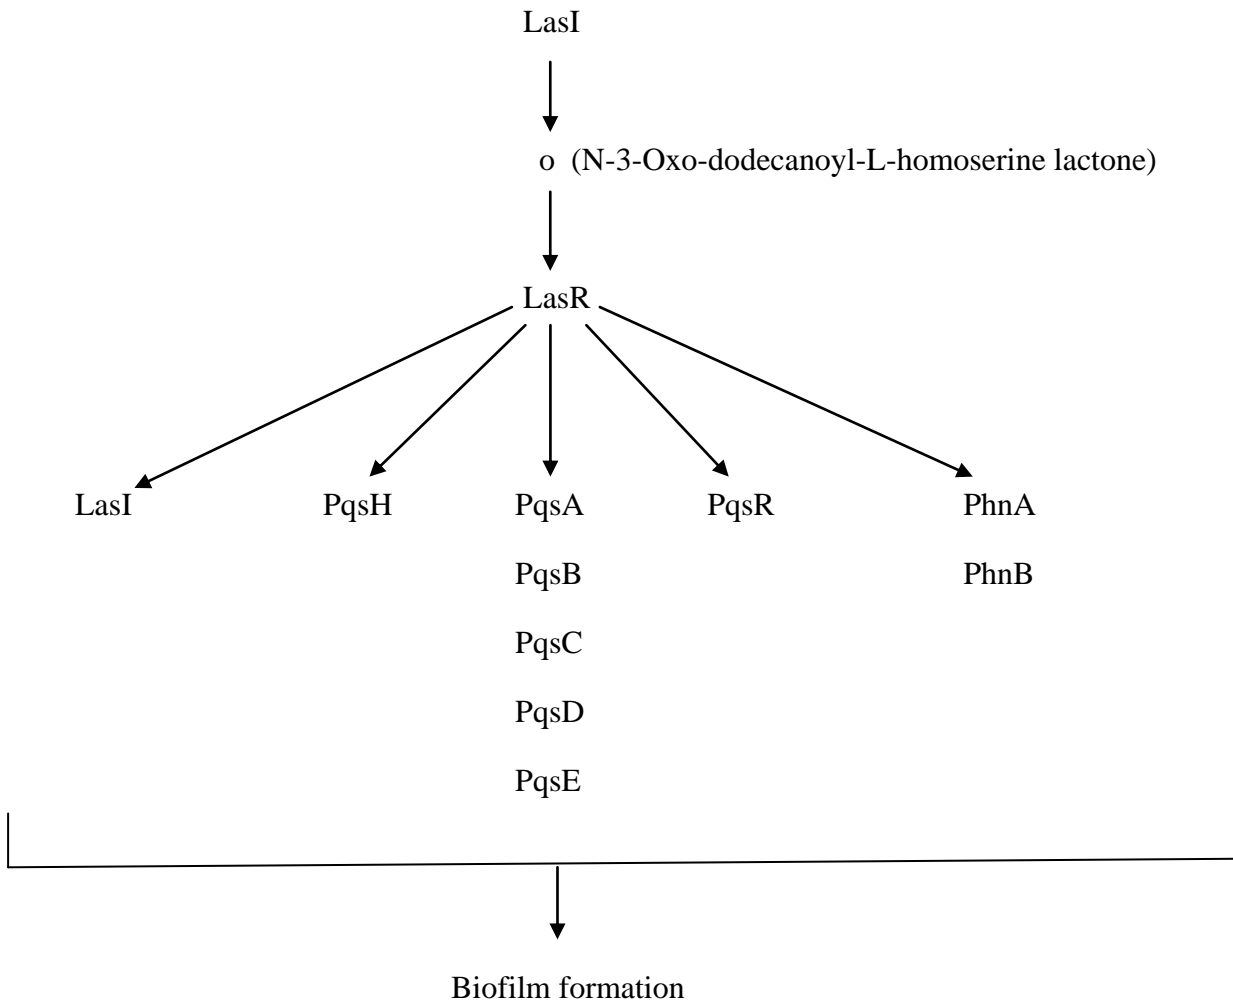 LasI
o (N-3-Oxo-dodecanoyl-L-homoserine lactone)
LasR
LasI PqsH PqsA PqsR PhnA
PqsB PhnB
PqsC
PqsD
PqsE
Biofilm formation